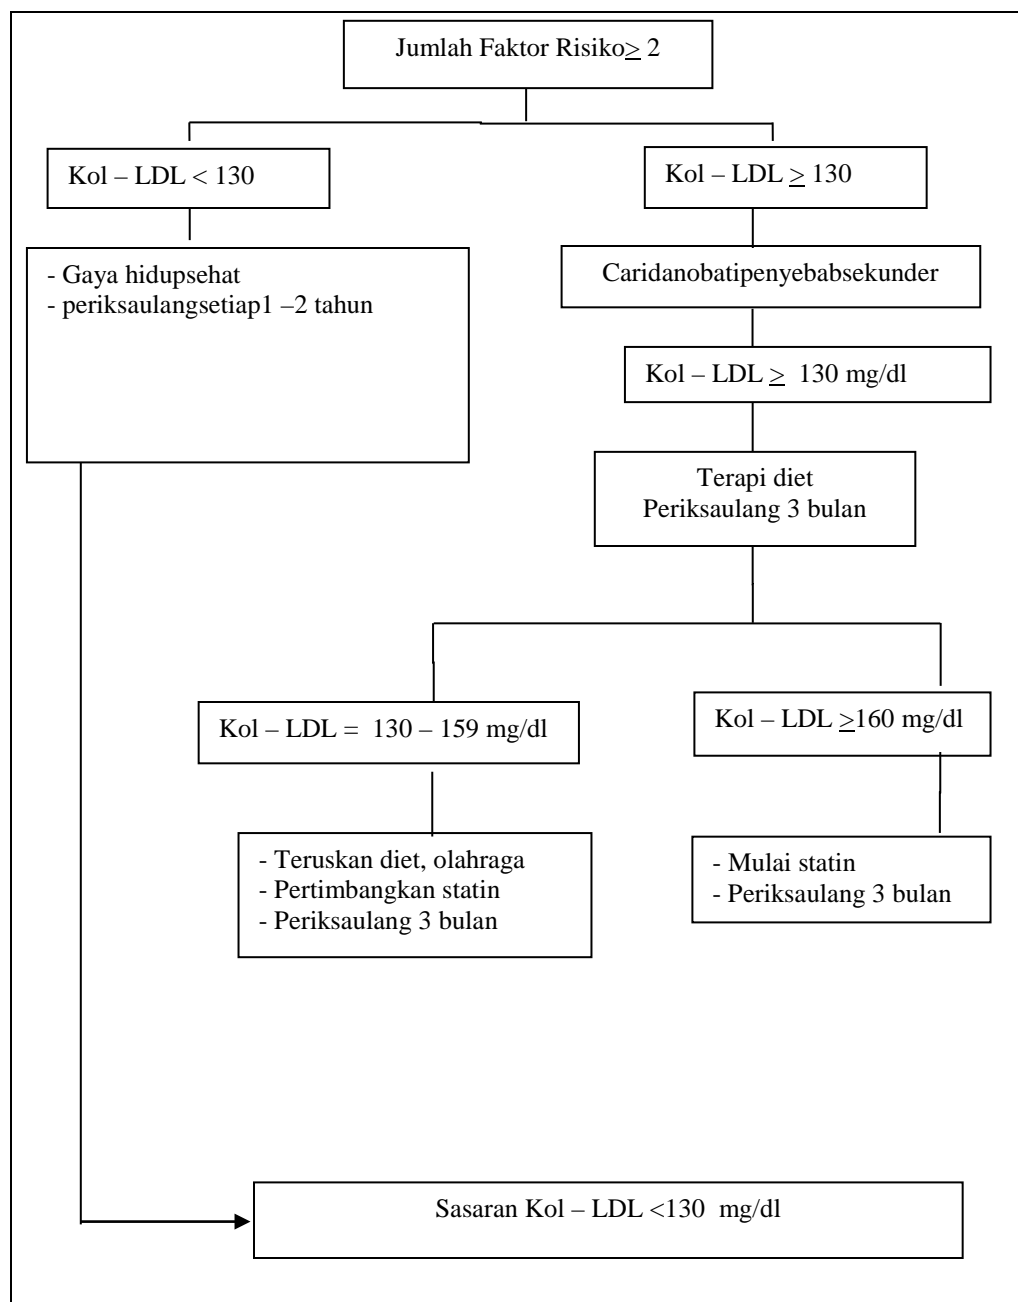 Jumlah Faktor Risiko≥ 2
Kol – LDL < 130
Kol – LDL ≥ 130
- Gaya hidupsehat
- periksaulangsetiap1 –2 tahun
Caridanobatipenyebabsekunder
Kol – LDL ≥ 130 mg/dl
Terapi diet
Periksaulang 3 bulan
Kol – LDL = 130 – 159 mg/dl
Kol – LDL ≥160 mg/dl
- Teruskan diet, olahraga
- Pertimbangkan statin
- Periksaulang 3 bulan
- Mulai statin
- Periksaulang 3 bulan
Sasaran Kol – LDL <130 mg/dl